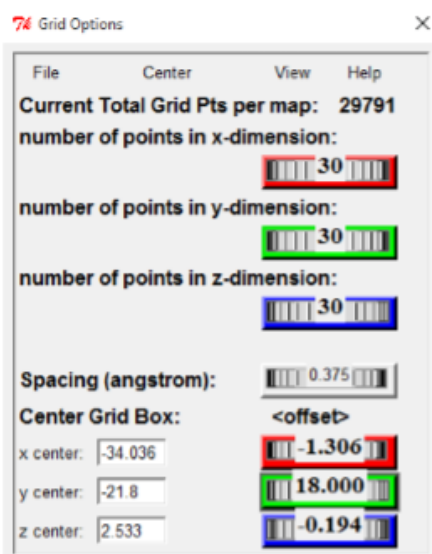 Grid Options
File Center View Help
Current Total Grid Pts per map: 29791
number of points in x-dimension:
30
number of points in y-dimension:
30
number of points in z-dimension:
30
Spacing (angstrom): 0.375
Center Grid Box: <offset>
x center: -34.036 -1.306
y center: -21.8 18.000
z center: 2.533 -0.194